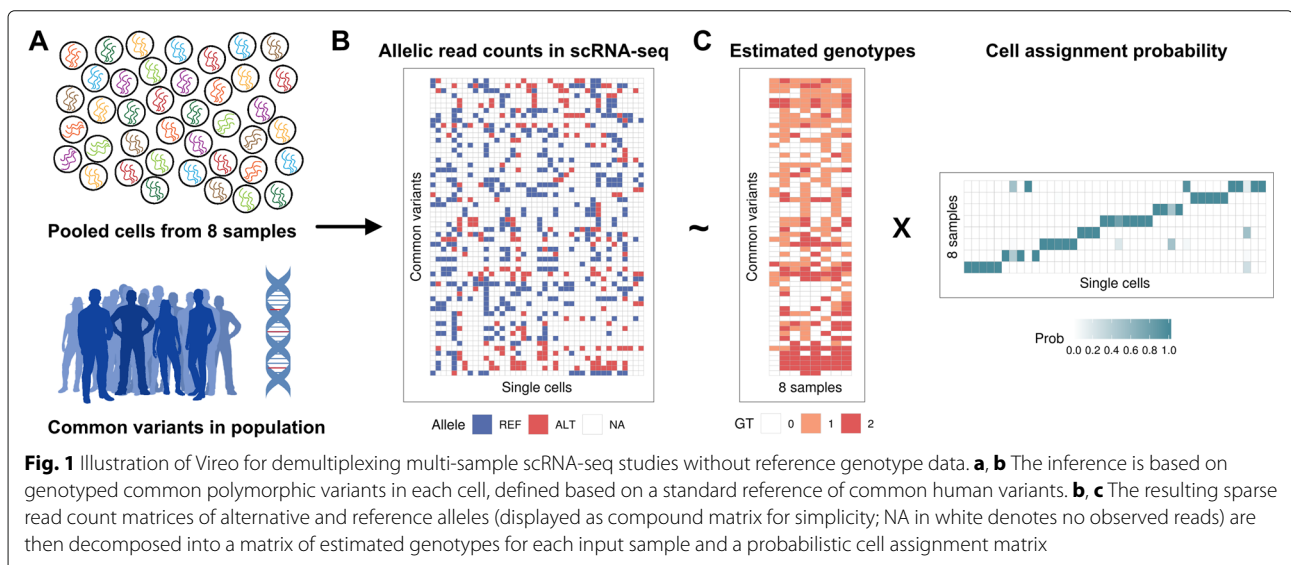 A
Pooled cells from 8 samples
Common variants in population
B
Allelic read counts in scRNA-seq
Common variants
Single cells
Allele REF ALT NA
~
C
Estimated genotypes
Common variants
8 samples
GT 0 1 2
X
Cell assignment probability
8 samples
Single cells
Prob
0.0 0.2 0.4 0.6 0.8 1.0
Fig. 1 Illustration of Vireo for demultiplexing multi-sample scRNA-seq studies without reference genotype data. a, b The inference is based on
genotyped common polymorphic variants in each cell, defined based on a standard reference of common human variants. b, c The resulting sparse
read count matrices of alternative and reference alleles (displayed as compound matrix for simplicity; NA in white denotes no observed reads) are
then decomposed into a matrix of estimated genotypes for each input sample and a probabilistic cell assignment matrix